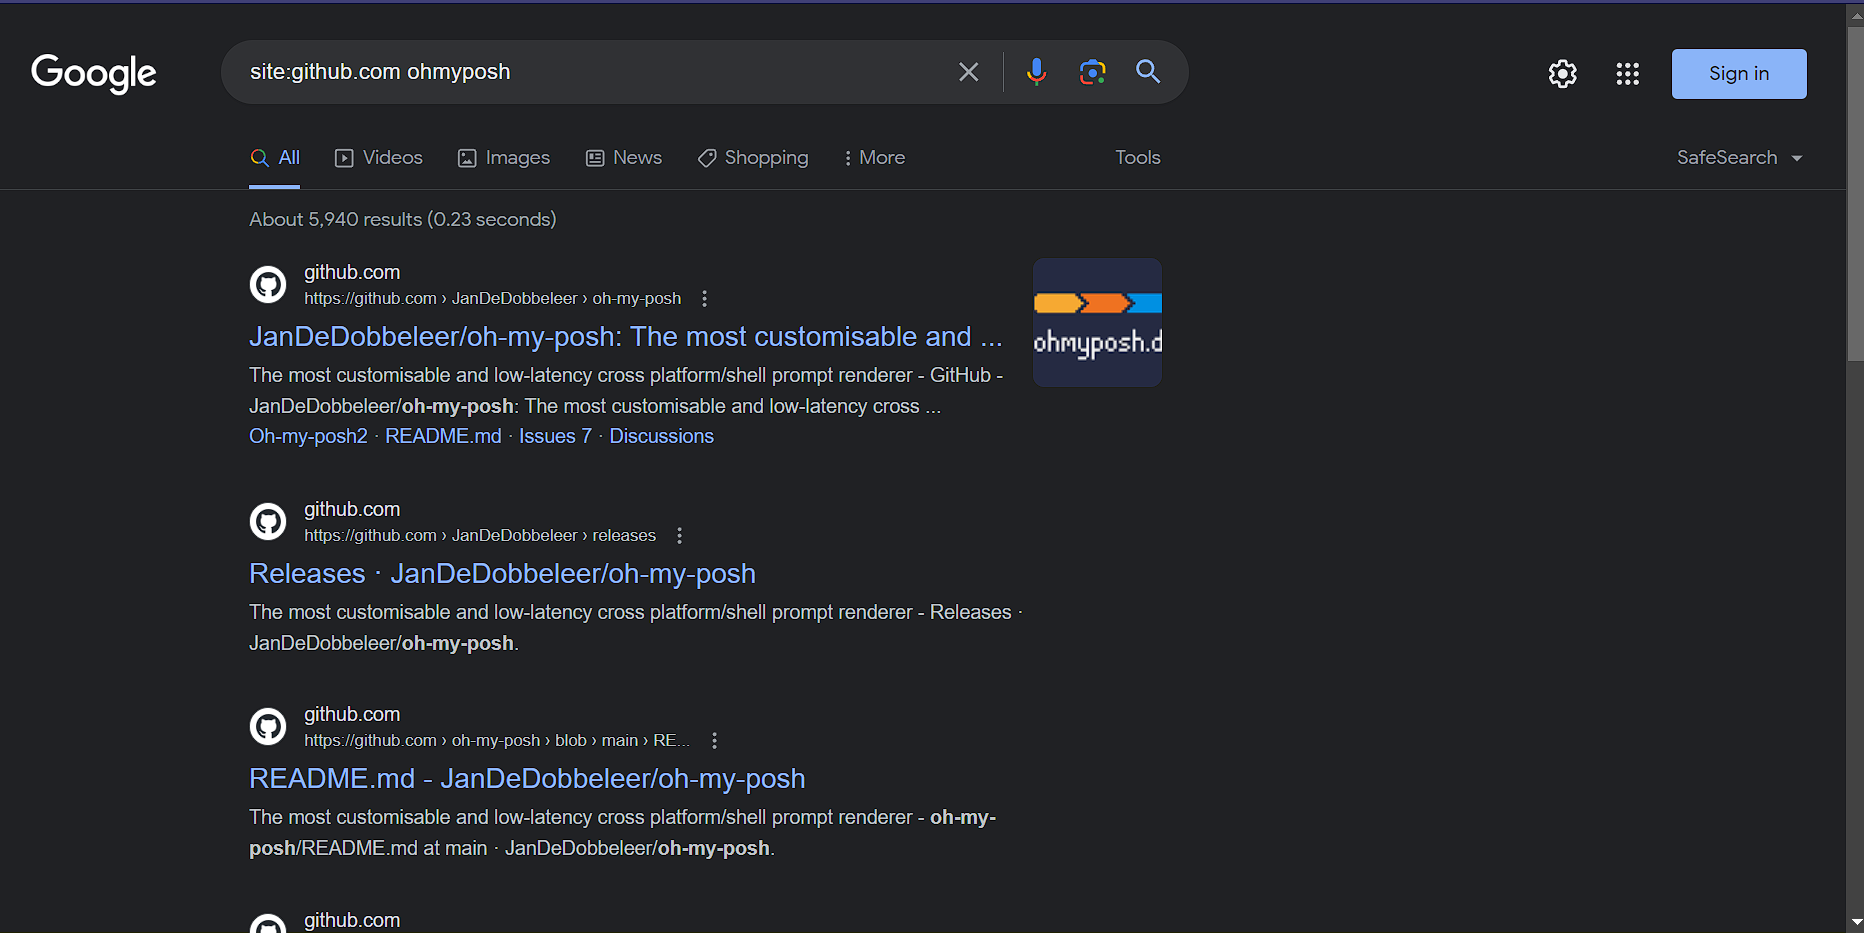 Google
site:github.com ohmyposh
Sign in
All
Videos
Images
News
Shopping
More
Tools
SafeSearch
About 5,940 results (0.23 seconds)
github.com
https://github.com › JanDeDobbeleer › oh-my-posh
JanDeDobbeleer/oh-my-posh: The most customisable and ...
The most customisable and low-latency cross platform/shell prompt renderer - GitHub -
JanDeDobbeleer/oh-my-posh: The most customisable and low-latency cross ...
Oh-my-posh2 · README.md · Issues 7 · Discussions
ohmyposh.d
github.com
https://github.com › JanDeDobbeleer › releases
Releases · JanDeDobbeleer/oh-my-posh
The most customisable and low-latency cross platform/shell prompt renderer - Releases ·
JanDeDobbeleer/oh-my-posh.
github.com
https://github.com › oh-my-posh › blob › main › RE...
README.md - JanDeDobbeleer/oh-my-posh
The most customisable and low-latency cross platform/shell prompt renderer - oh-my-
posh/README.md at main · JanDeDobbeleer/oh-my-posh.
github.com